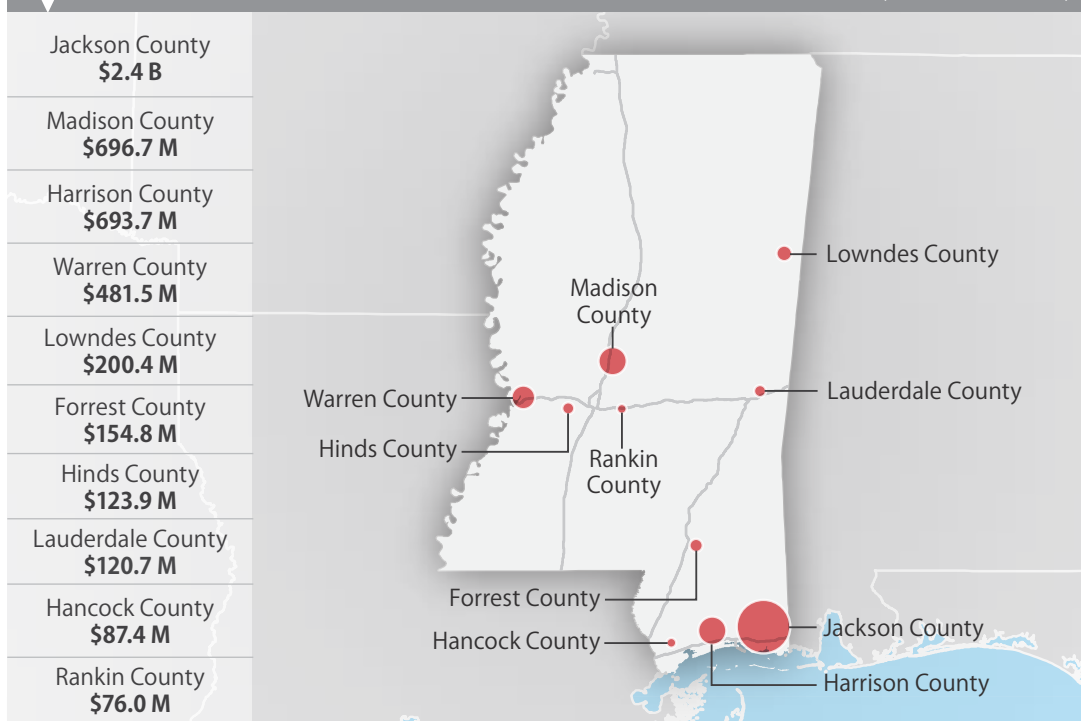 Jackson County
$2.4 B
Madison County
$696.7 M
Harrison County
$693.7 M
Warren County
$481.5 M
Lowndes County
$200.4 M
Forrest County
$154.8 M
Hinds County
$123.9 M
Lauderdale County
$120.7 M
Hancock County
$87.4 M
Rankin County
$76.0 M
Lowndes County
Madison
County
Lauderdale County
Warren County
Hinds County
Rankin
County
Forrest County
Hancock County
Jackson County
Harrison County